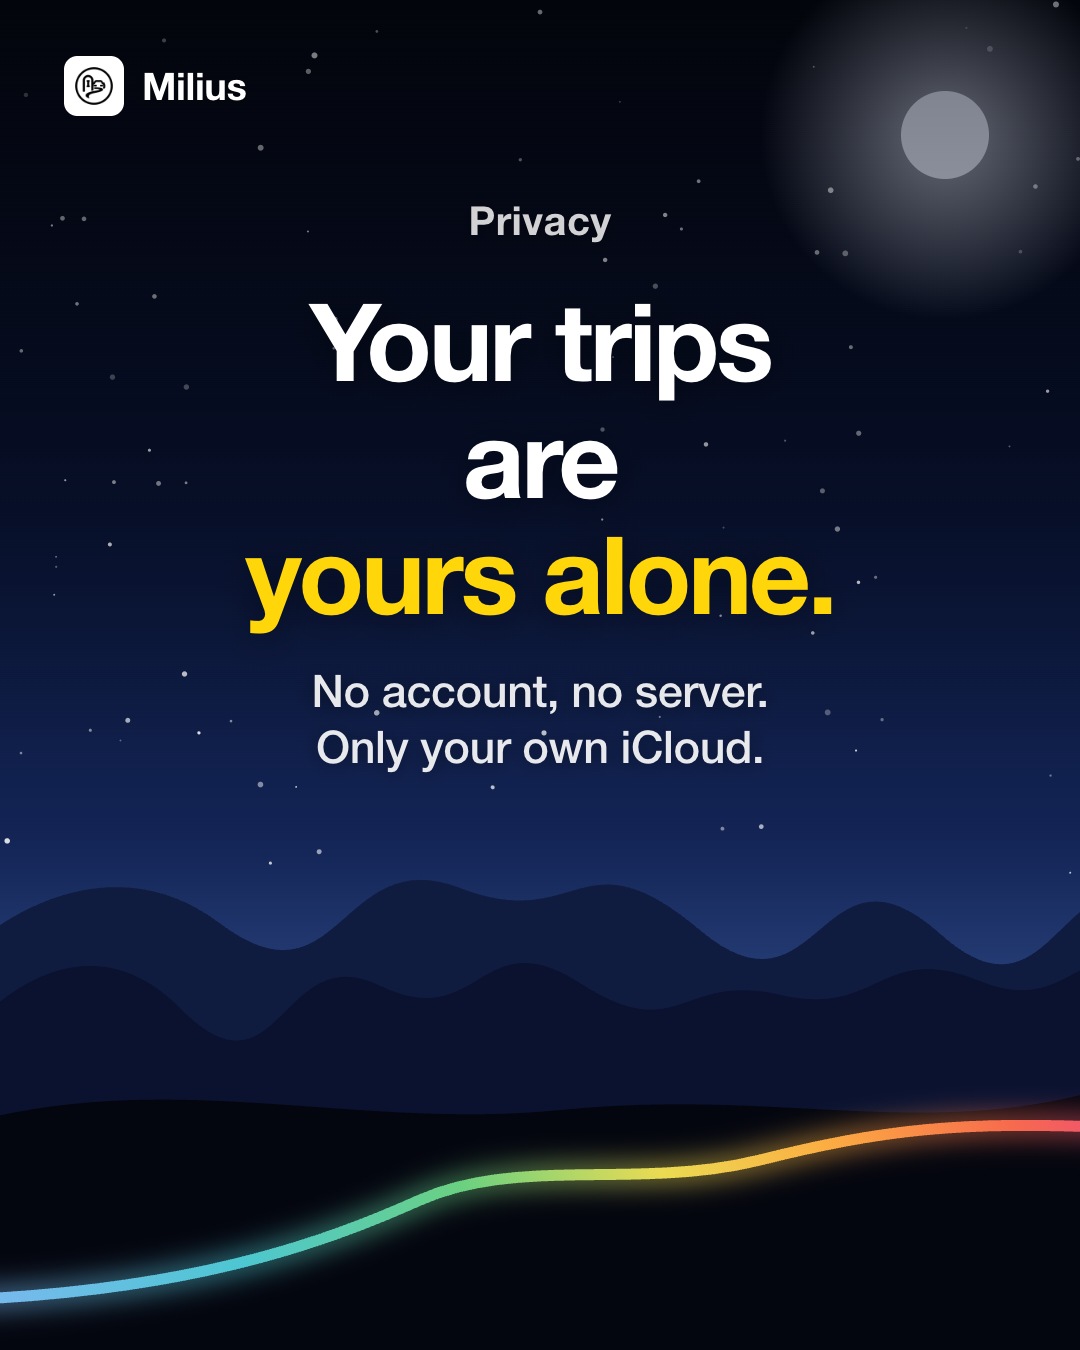 Milius
Privacy
Your trips
are
yours alone.
No account, no server.
Only your own iCloud.